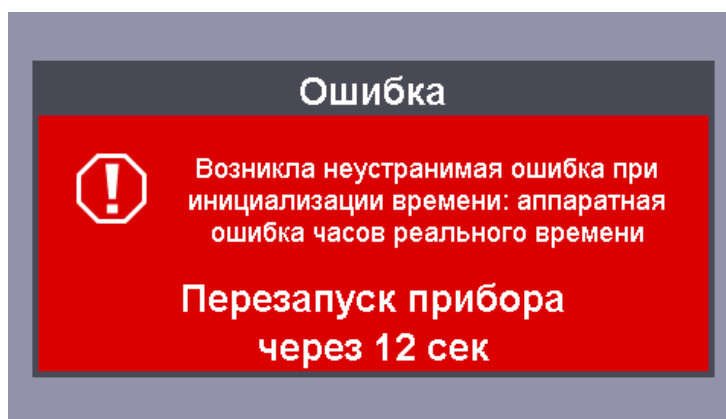 Ошибка
Возникла неустранимая ошибка при
инициализации времени: аппаратная
ошибка часов реального времени
Перезапуск прибора
через 12 сек